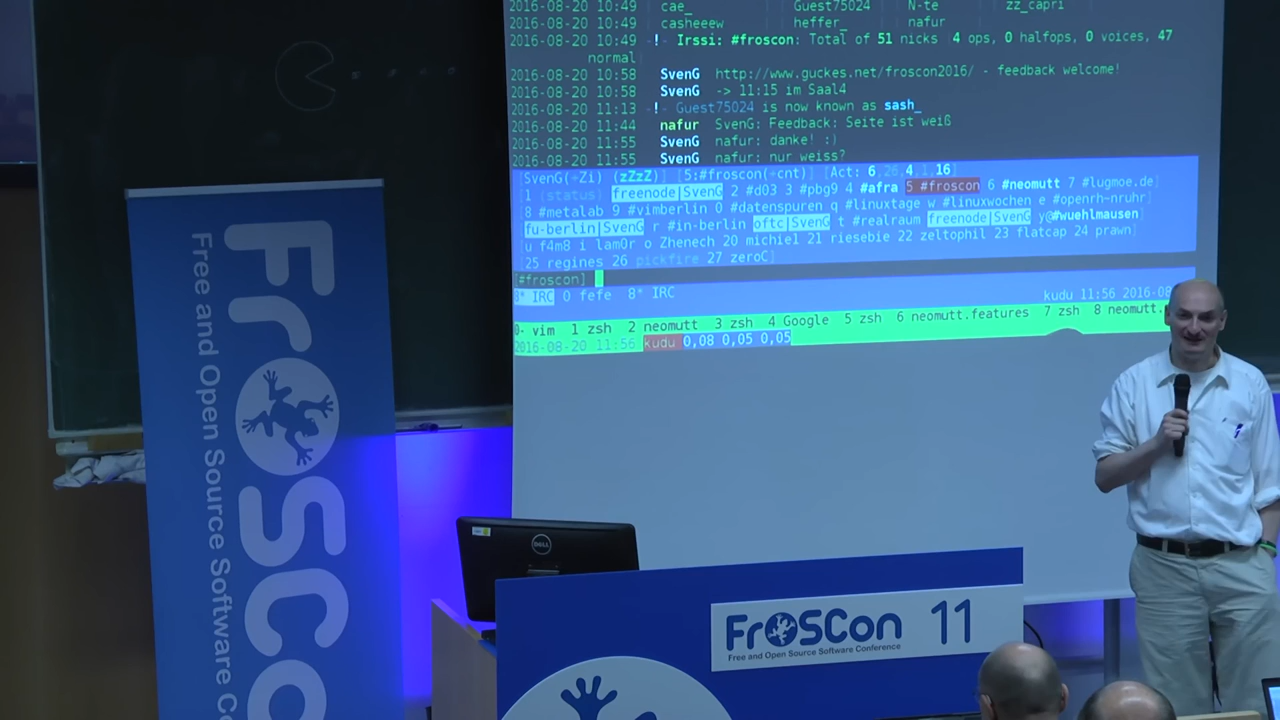 2016-08-20 10:49 | cae_ | Guest75024 | N-te | zz_capri |
2016-08-20 10:49 | casheeew | heffer_ | nafur |
2016-08-20 10:49 -!- Irssi: #froscon: Total of 51 nicks [4 ops, 0 halfops, 0 voices, 47
normal]
2016-08-20 10:58 SvenG http://www.guckes.net/froscon2016/ - feedback welcome!
2016-08-20 10:58 SvenG -> 11:15 im Saal4
2016-08-20 11:13 -!- Guest75024 is now known as sash_
2016-08-20 11:44 nafur SvenG: Feedback: Seite ist weiß
2016-08-20 11:55 SvenG nafur: danke! :)
2016-08-20 11:55 SvenG nafur: nur weiss?
[SvenG(+Zi) (zZzZ)] [5:#froscon(+cnt)] [Act: 6,26,4,1,16]
[1 (status) freenode|SvenG 2 #d03 3 #pbg9 4 #afra 5 #froscon 6 #neomutt 7 #lugmoe.de]
[8 #metalab 9 #vimberlin 0 #datenspuren q #linuxtage w #linuxwochen e #openrh-nruhr]
fu-berlin|SvenG r #in-berlin oftc|SvenG t #realraum freenode|SvenG y@#wuehlmausen]
[u f4m8 i lam0r o Zhenech 20 michiel 21 riesebie 22 zeltophil 23 flatcap 24 prawn]
[25 regines 26 pickfire 27 zeroC]
[#froscon]
0* IRC 0 fefe 8* IRC kudu 11:56 2016-08
0- vim 1 zsh 2 neomutt 3 zsh 4 Google 5 zsh 6 neomutt.features 7 zsh 8 neomutt.
2016-08-20 11:56 kudu 0,08 0,05 0,05
FrOSCo
Free and Open Source Software Co
DELL
FrOSCon 11
Free and Open Source Software Conference